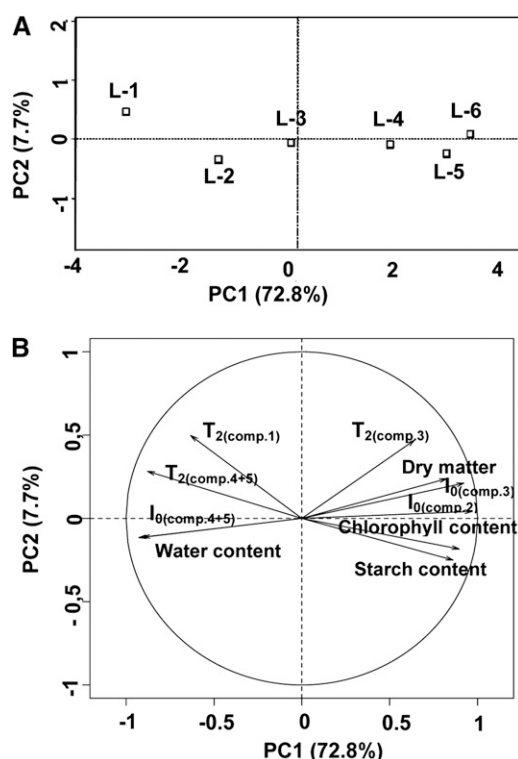 A
2
1
0
-1
PC2 (7.7%)
L-1
L-2
L-3
L-4
L-5
L-6
-4
-2
0
2
4
PC1 (72.8%)
B
1
0.5
0
- 0,5
-1
PC2 (7.7%)
T2(comp.1)
T2(comp.3)
T2(comp.4+5)
Dry matter
I0(comp.3)
I0(comp.2)
I0(comp.4+5)
Chlorophyll content
Water content
Starch content
-1
-0.5
0
0.5
1
PC1 (72.8%)